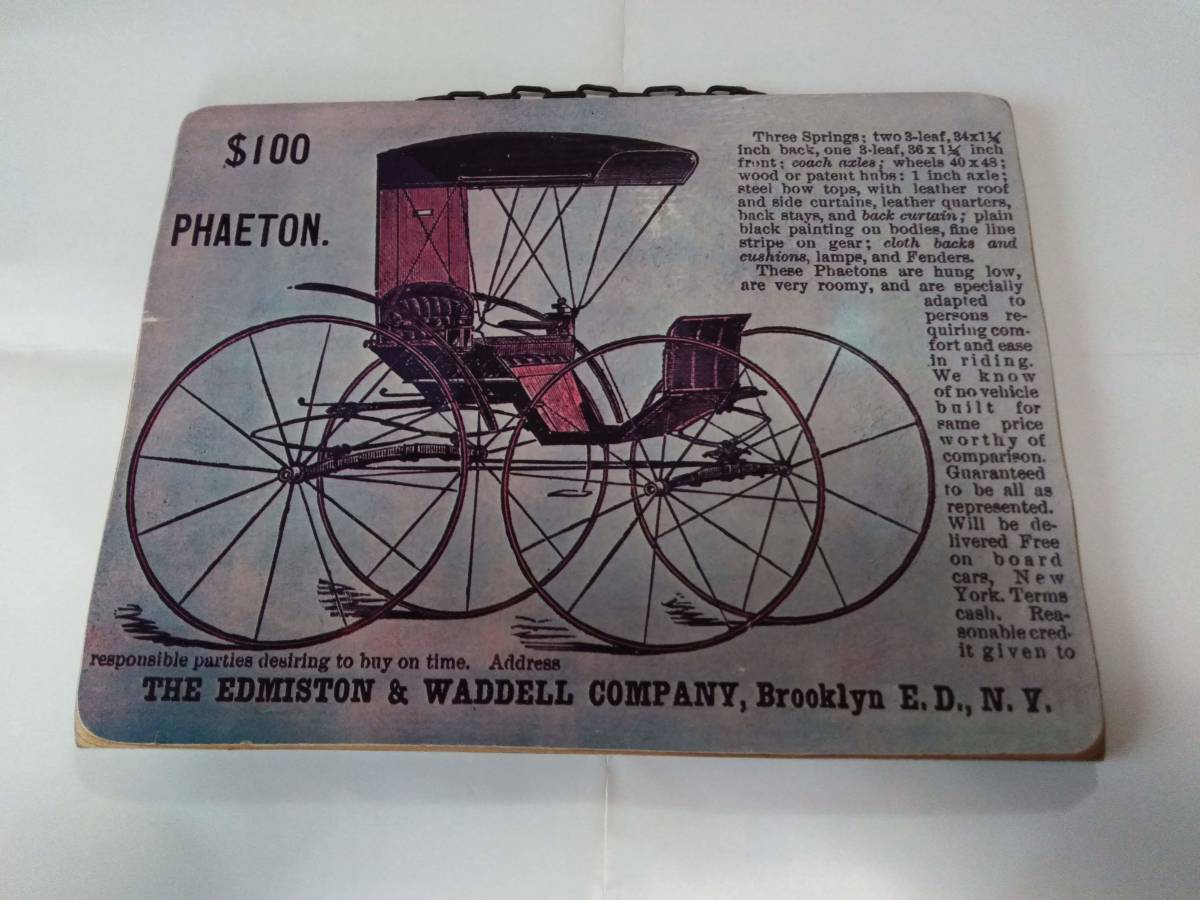 $100
PHAETON.
Three Springs; two 3-leaf, 34x1¼
inch back, one 3-leaf, 36x1¼ inch
front; coach axles; wheels 40x48;
wood or patent hubs: 1 inch axle;
steel bow tops, with leather roof
and side curtains, leather quarters,
back stays, and back curtain; plain
black painting on bodies, fine line
stripe on gear; cloth backs and
cushions, lamps, and Fenders.
These Phaetons are hung low,
are very roomy, and are specially
adapted to
persons re-
quiring com-
fort and ease
in riding.
We know
of no vehicle
built for
same price
worthy of
comparison.
Guaranteed
to be all as
represented.
Will be de-
livered Free
on board
cars, New
York. Terms
cash. Rea-
sonable cred-
it given to
responsible parties desiring to buy on time. Address
THE EDMISTON & WADDELL COMPANY, Brooklyn E. D., N. Y.